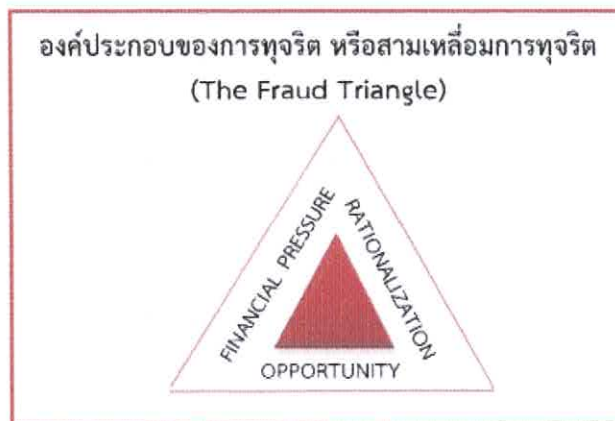 องค์ประกอบของการทุจริต หรือสามเหลื่อมการทุจริต
(The Fraud Triangle)
FINANCIAL PRESSURE
RATIONALIZATION
OPPORTUNITY